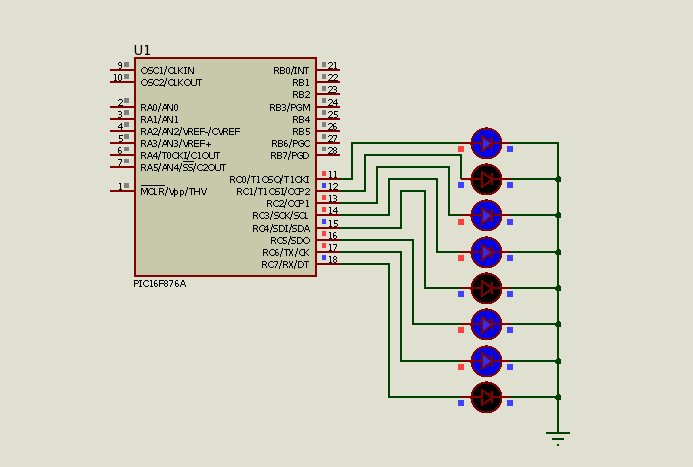 U1
9 OSC1/CLKIN RB0/INT 21
10 OSC2/CLKOUT RB1 22
RB2 23
2 RA0/AN0 RB3/PGM 24
3 RA1/AN1 RB4 25
4 RA2/AN2/VREF-/CVREF RB5 26
5 RA3/AN3/VREF+ RB6/PGC 27
6 RA4/T0CKI/C1OUT RB7/PGD 28
7 RA5/AN4/SS/C2OUT
RC0/T1OSO/T1CKI 11
1 MCLR/Vpp/THV RC1/T1OSI/CCP2 12
RC2/CCP1 13
RC3/SCK/SCL 14
RC4/SDI/SDA 15
RC5/SDO 16
RC6/TX/CK 17
RC7/RX/DT 18
PIC16F876A